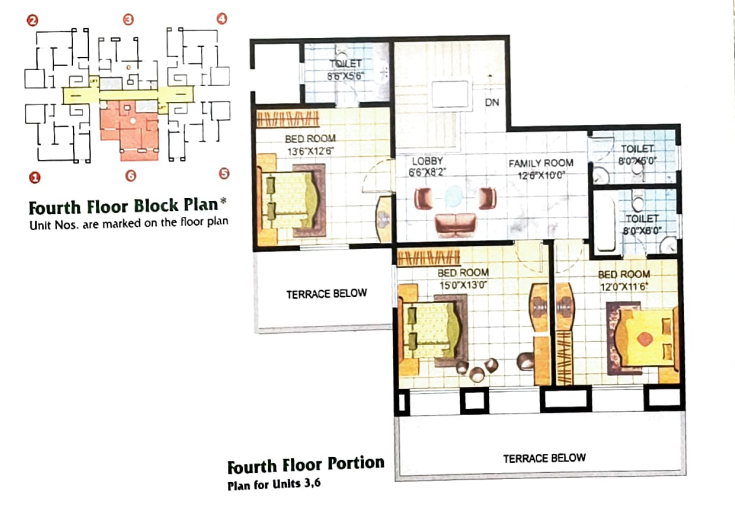 2
3
4
LIFT
LIFT
1
6
5
Fourth Floor Block Plan*
Unit Nos. are marked on the floor plan
TOILET
8'6"X5'6"
BED ROOM
13'6"X12'6"
DN
LOBBY
6'6"X8'2"
FAMILY ROOM
12'6"X10'0"
TOILET
8'0"X5'0"
TOILET
8'0"X6'0"
TERRACE BELOW
BED ROOM
15'0"X13'0"
BED ROOM
12'0"X11'6"
TERRACE BELOW
Fourth Floor Portion
Plan for Units 3,6